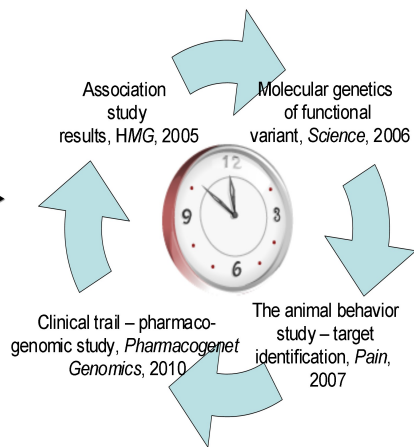 Association
study
results, HMG, 2005
Molecular genetics
of functional
variant, Science, 2006
12
3
6
9
The animal behavior
study – target
identification, Pain,
2007
Clinical trail – pharmaco-
genomic study, Pharmacogenet
Genomics, 2010